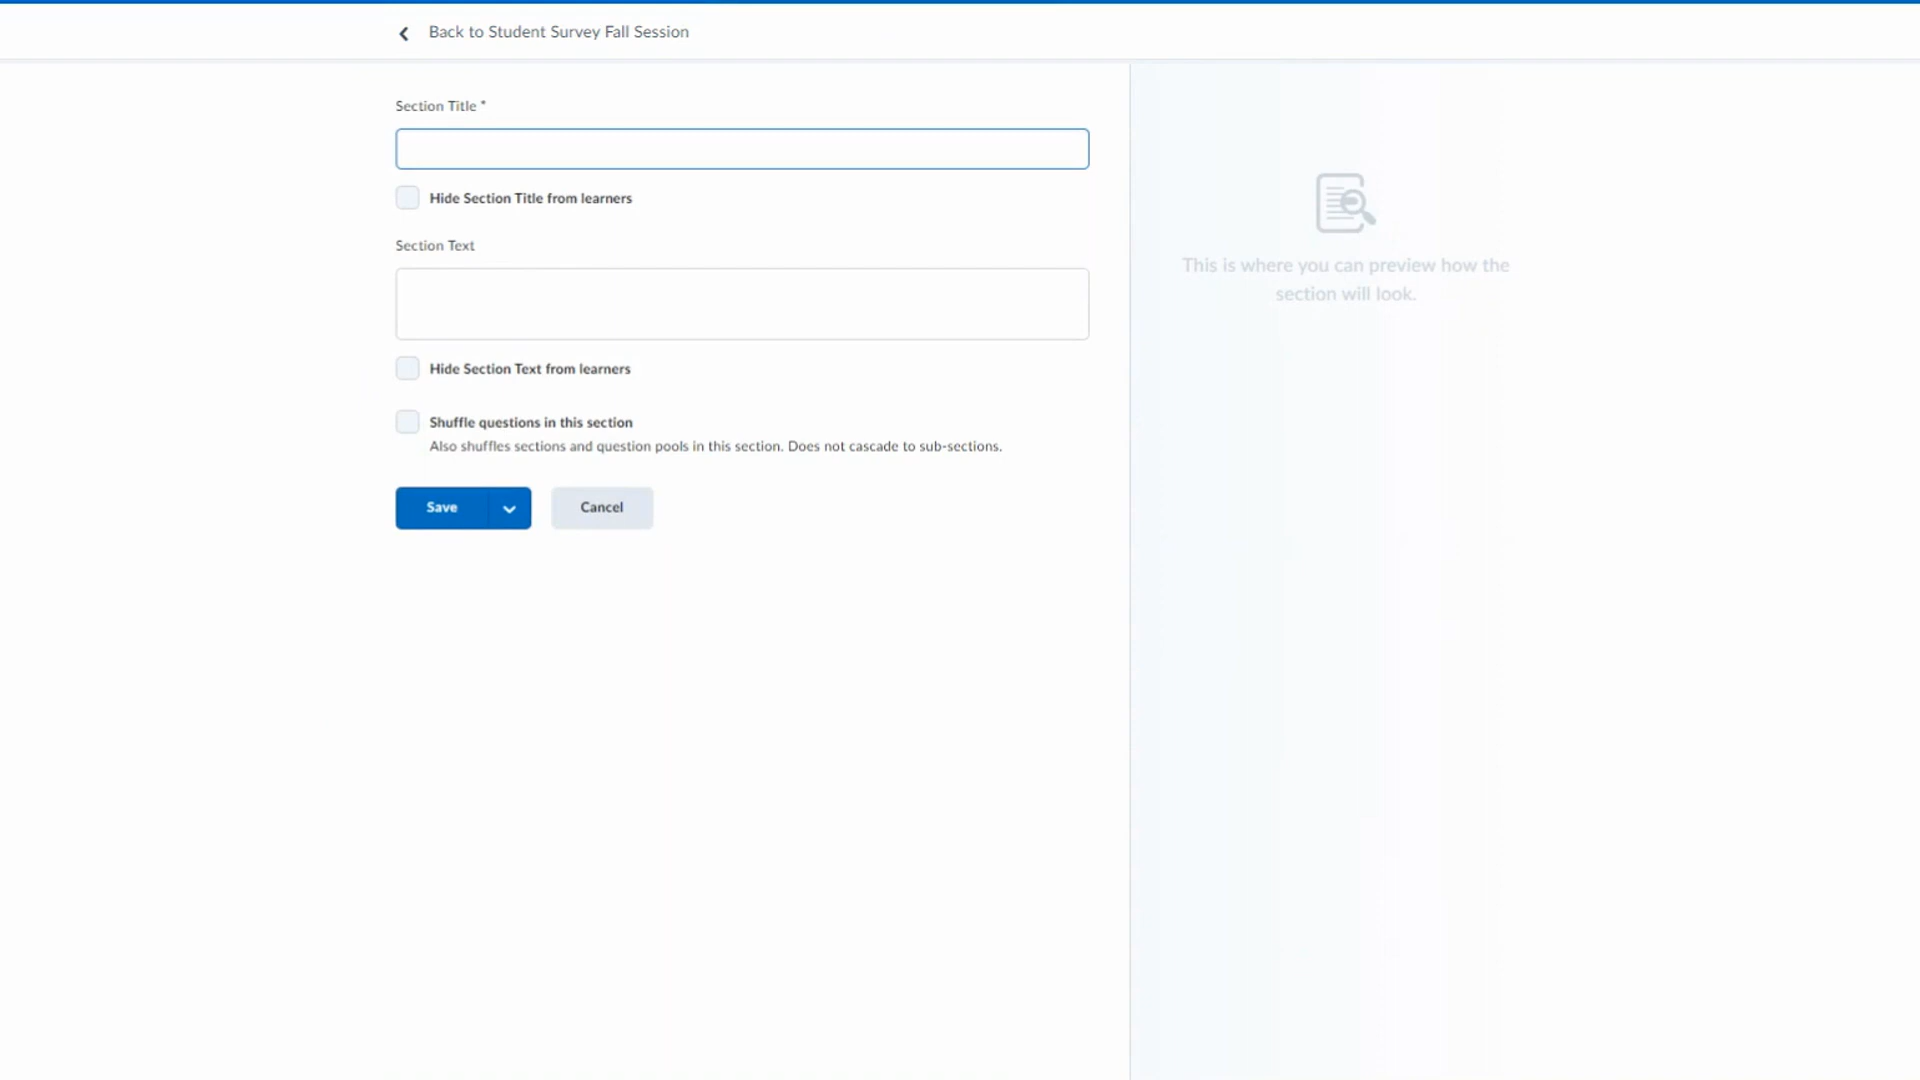 Back to Student Survey Fall Session
Section Title *
Hide Section Title from learners
Section Text
Hide Section Text from learners
Shuffle questions in this section
Also shuffles sections and question pools in this section. Does not cascade to sub-sections.
Save
Cancel
This is where you can preview how the
section will look.